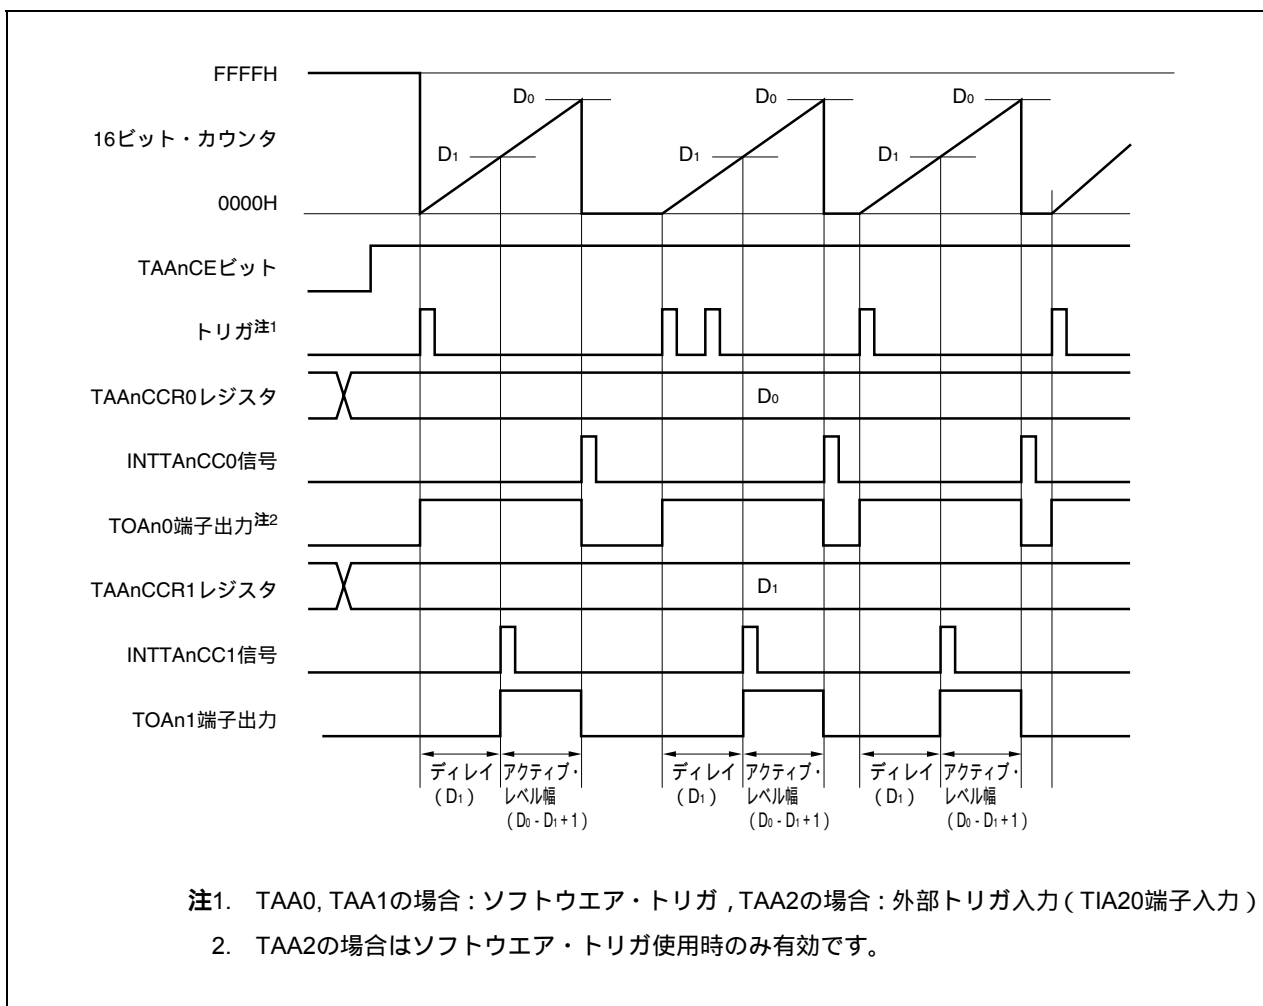 FFFFH
D0 D0 D0
16ビット・カウンタ
D1 D1 D1
0000H
TAAnCEビット
トリガ注1
TAAnCCR0レジスタ
D0
INTTAnCC0信号
TOAn0端子出力注2
TAAnCCR1レジスタ
D1
INTTAnCC1信号
TOAn1端子出力
ディレイ アクティブ・ ディレイ アクティブ・ ディレイ アクティブ・
(D1) レベル幅 (D1) レベル幅 (D1) レベル幅
(D0 - D1 + 1) (D0 - D1 + 1) (D0 - D1 + 1)
注1. TAA0, TAA1の場合:ソフトウエア・トリガ,TAA2の場合:外部トリガ入力(TIA20端子入力)
2. TAA2の場合はソフトウエア・トリガ使用時のみ有効です。